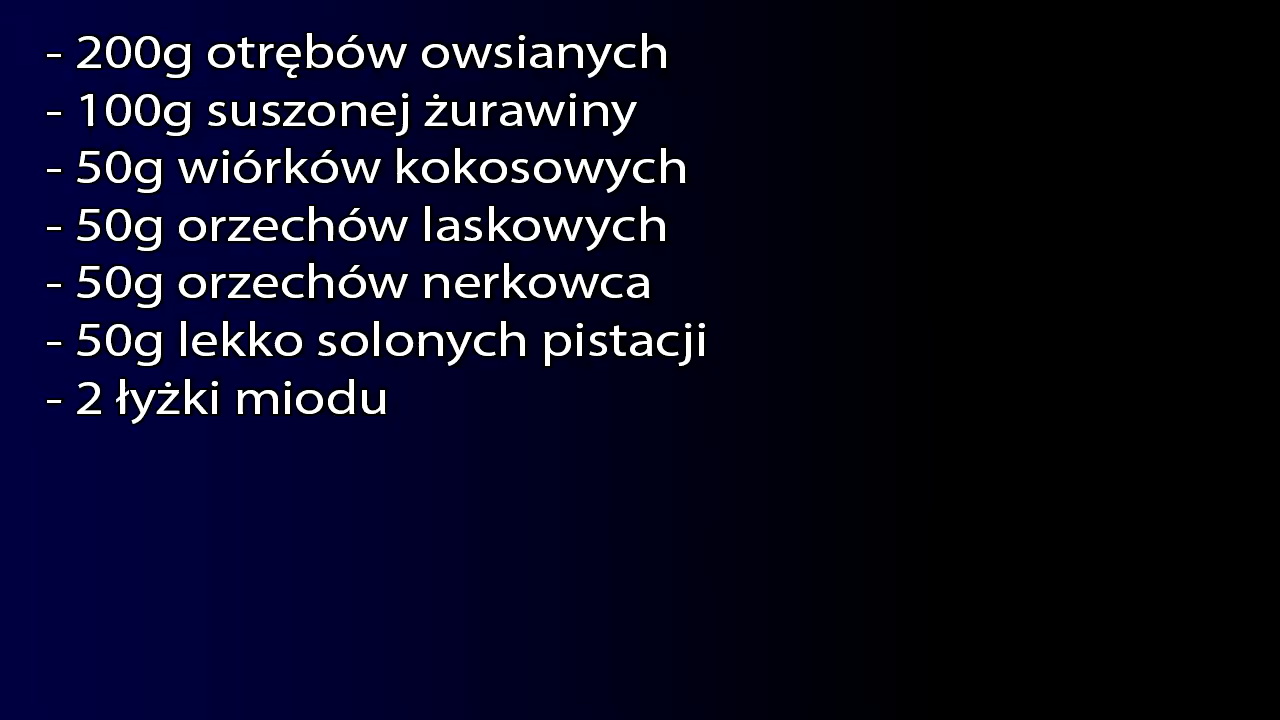 - 200g otrębów owsianych
- 100g suszonej żurawiny
- 50g wiórków kokosowych
- 50g orzechów laskowych
- 50g orzechów nerkowca
- 50g lekko solonych pistacji
- 2 łyżki miodu